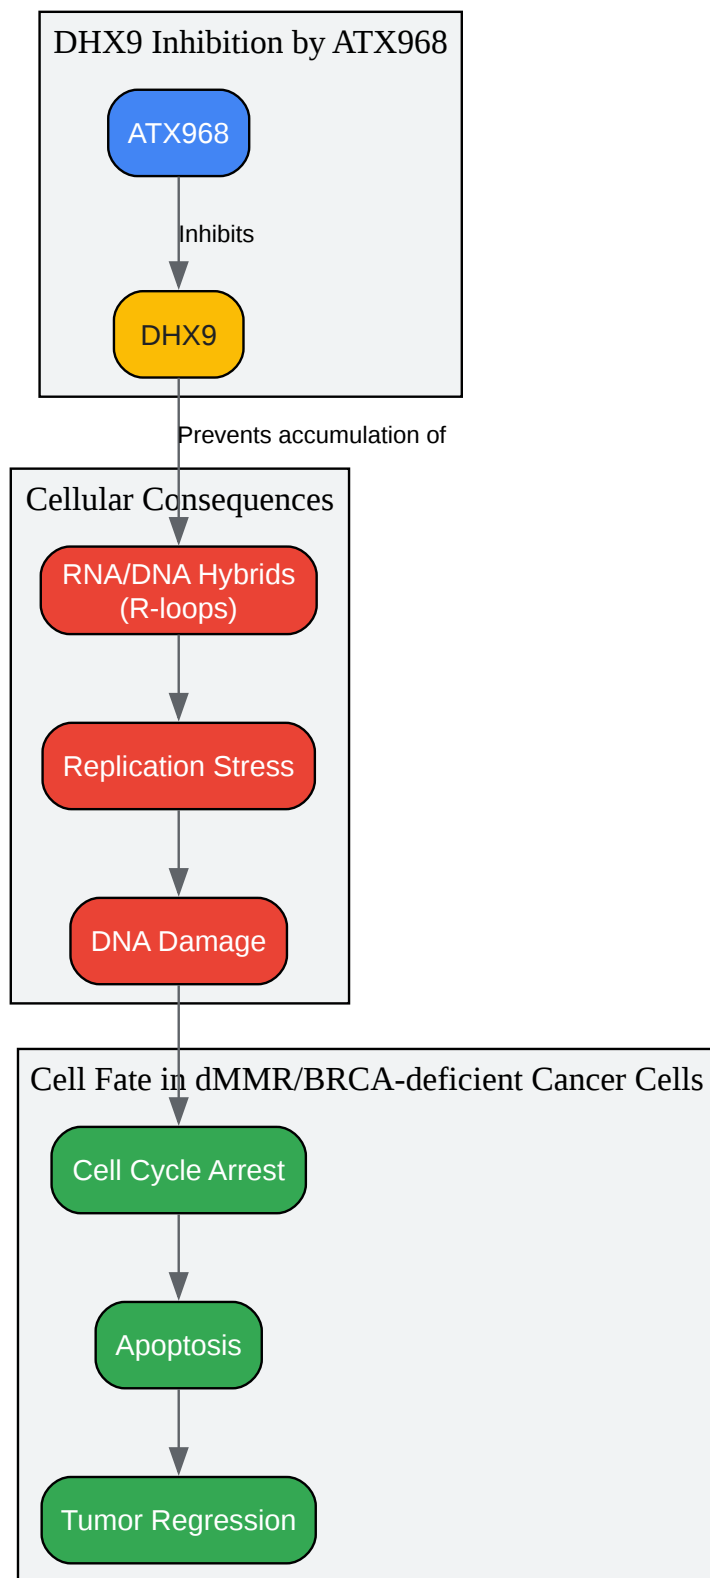 DHX9 Inhibition by ATX968
ATX968
Inhibits
DHX9
Prevents accumulation of
Cellular Consequences
RNA/DNA Hybrids
(R-loops)
Replication Stress
DNA Damage
Cell Fate in dMMR/BRCA-deficient Cancer Cells
Cell Cycle Arrest
Apoptosis
Tumor Regression